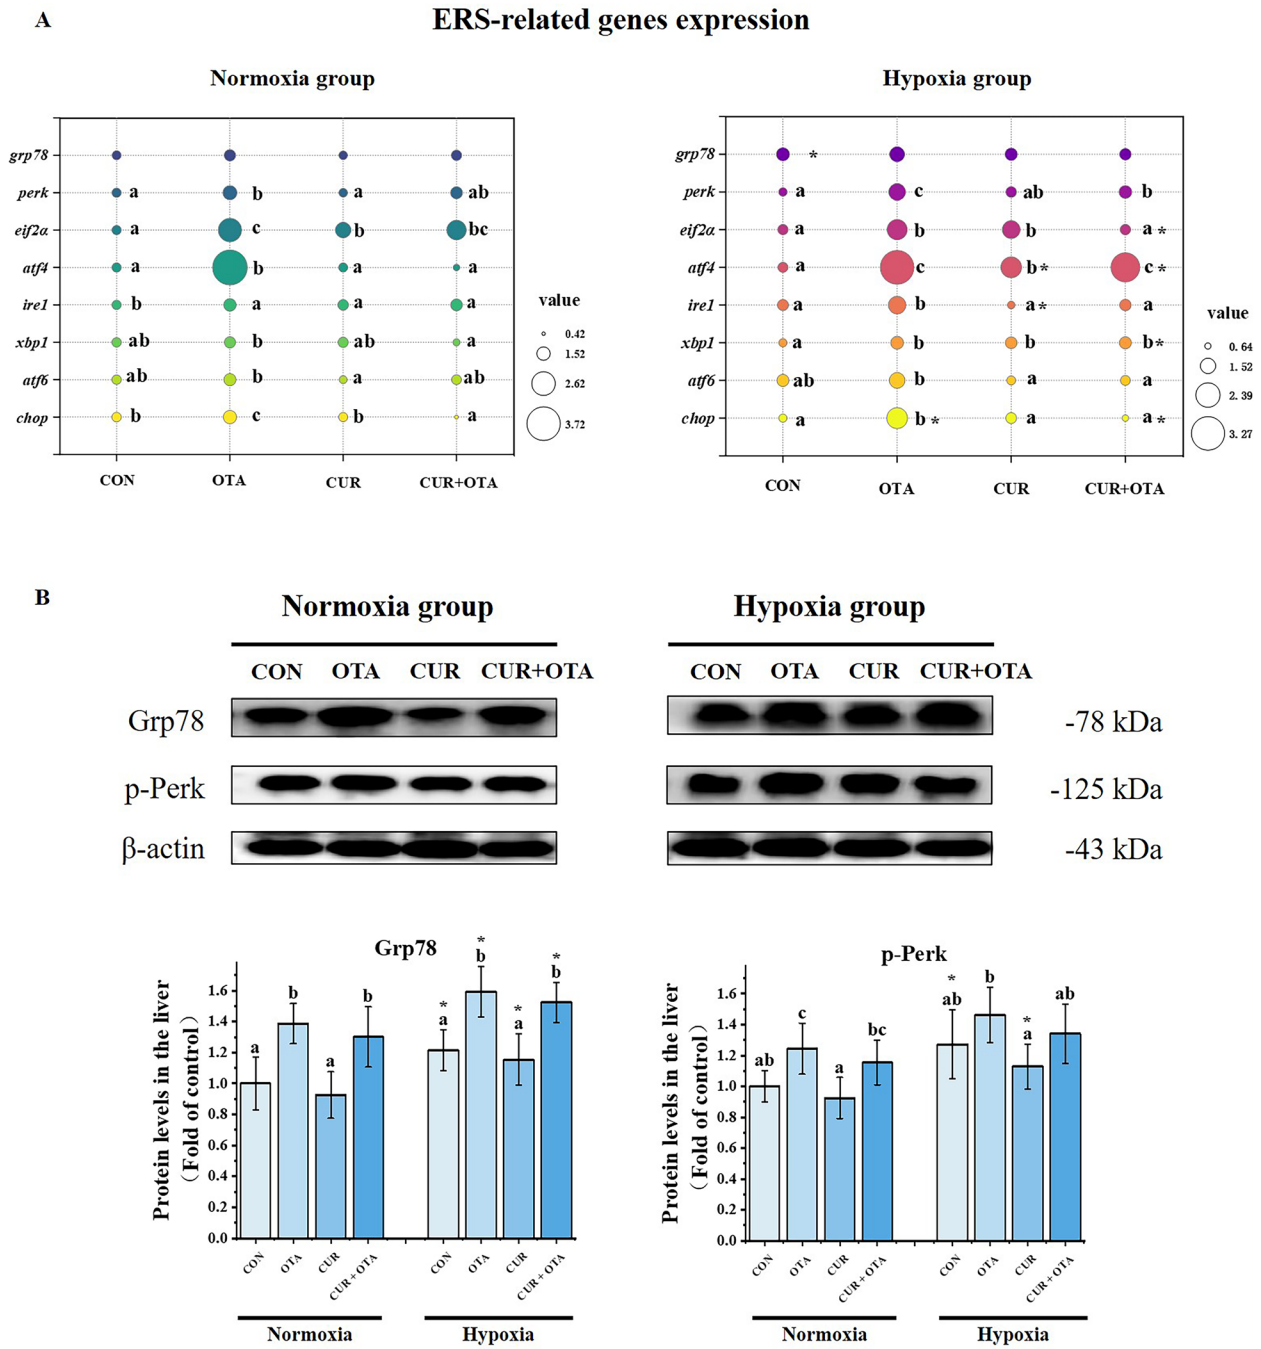 A
ERS-related genes expression
Normoxia group
grp78
perk a b a ab
eif2α a c b bc
atf4 a b a a
ire1 b a a a
xbp1 ab b ab a
atf6 ab b a ab
chop b c b a
CON OTA CUR CUR+OTA
value
0.42
1.52
2.62
3.72
Hypoxia group
grp78 *
perk a c ab b
eif2α a b b a *
atf4 a c b * c *
ire1 a b a * a
xbp1 a b b b *
atf6 ab b a a
chop a b * a a *
CON OTA CUR CUR+OTA
value
0.64
1.52
2.39
3.27
B
Normoxia group Hypoxia group
CON OTA CUR CUR+OTA CON OTA CUR CUR+OTA
Grp78 -78 kDa
p-Perk -125 kDa
β-actin -43 kDa
Grp78
Protein levels in the liver
(Fold of control)
1.6
1.4
1.2
1.0
0.8
0.6
0.4
0.2
0.0
a b a b * a * b * a * b
CON OTA CUR CUR+OTA CON OTA CUR CUR+OTA
Normoxia Hypoxia
p-Perk
Protein levels in the liver
(Fold of control)
1.6
1.4
1.2
1.0
0.8
0.6
0.4
0.2
0.0
ab c a bc * ab b * a ab
CON OTA CUR CUR+OTA CON OTA CUR CUR+OTA
Normoxia Hypoxia